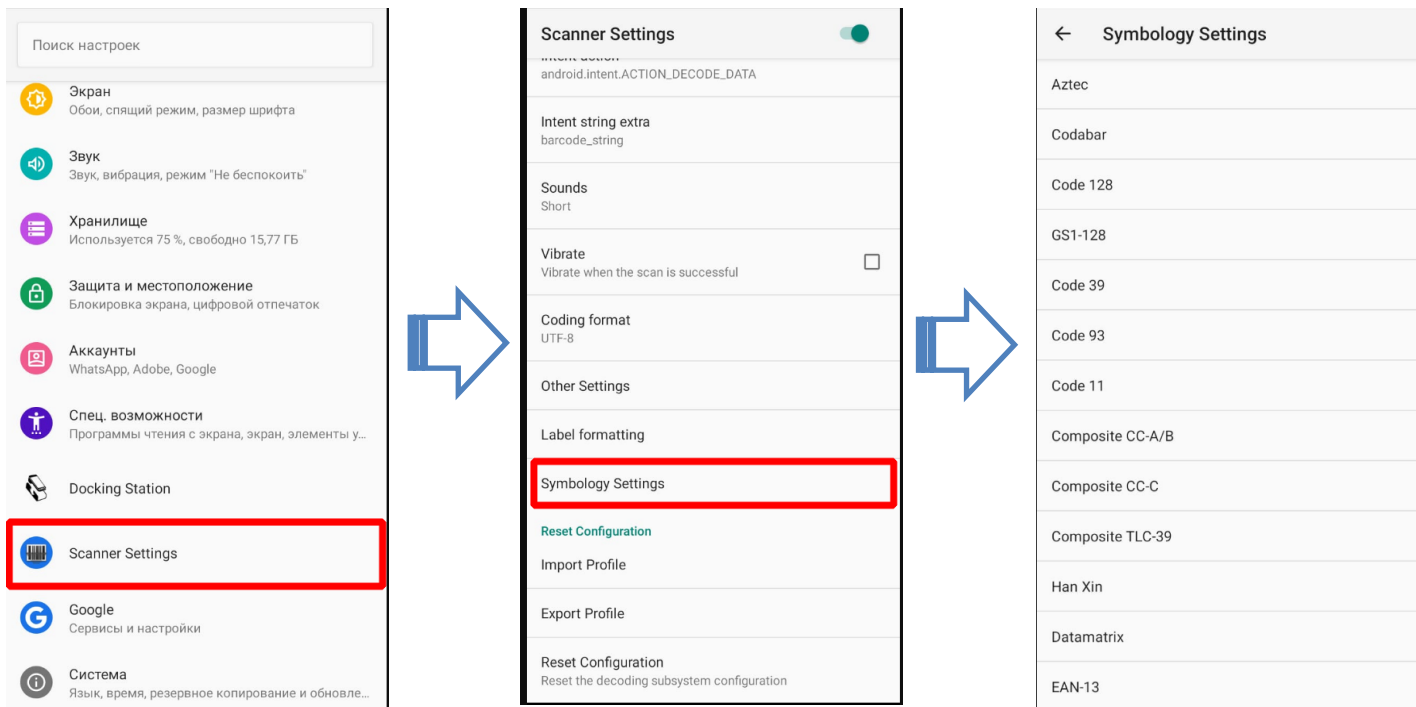 Поиск настроек
Экран
Обои, спящий режим, размер шрифта
Звук
Звук, вибрация, режим "Не беспокоить"
Хранилище
Используется 75 %, свободно 15,77 ГБ
Защита и местоположение
Блокировка экрана, цифровой отпечаток
Аккаунты
WhatsApp, Adobe, Google
Спец. возможности
Программы чтения с экрана, экран, элементы у...
Docking Station
Scanner Settings
Google
Сервисы и настройки
Система
Язык, время, резервное копирование и обновле...
Scanner Settings
Intent action
android.intent.ACTION_DECODE_DATA
Intent string extra
barcode_string
Sounds
Short
Vibrate
Vibrate when the scan is successful
Coding format
UTF-8
Other Settings
Label formatting
Symbology Settings
Reset Configuration
Import Profile
Export Profile
Reset Configuration
Reset the decoding subsystem configuration
Symbology Settings
Aztec
Codabar
Code 128
GS1-128
Code 39
Code 93
Code 11
Composite CC-A/B
Composite CC-C
Composite TLC-39
Han Xin
Datamatrix
EAN-13